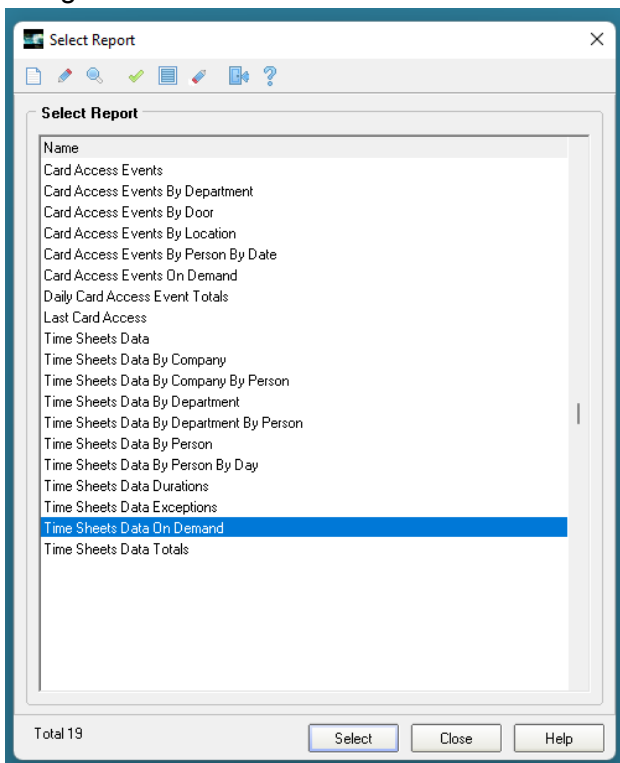 Select Report
Select Report
Name
Card Access Events
Card Access Events By Department
Card Access Events By Door
Card Access Events By Location
Card Access Events By Person By Date
Card Access Events On Demand
Daily Card Access Event Totals
Last Card Access
Time Sheets Data
Time Sheets Data By Company
Time Sheets Data By Company By Person
Time Sheets Data By Department
Time Sheets Data By Department By Person
Time Sheets Data By Person
Time Sheets Data By Person By Day
Time Sheets Data Durations
Time Sheets Data Exceptions
Time Sheets Data On Demand
Time Sheets Data Totals
Total 19
Select
Close
Help